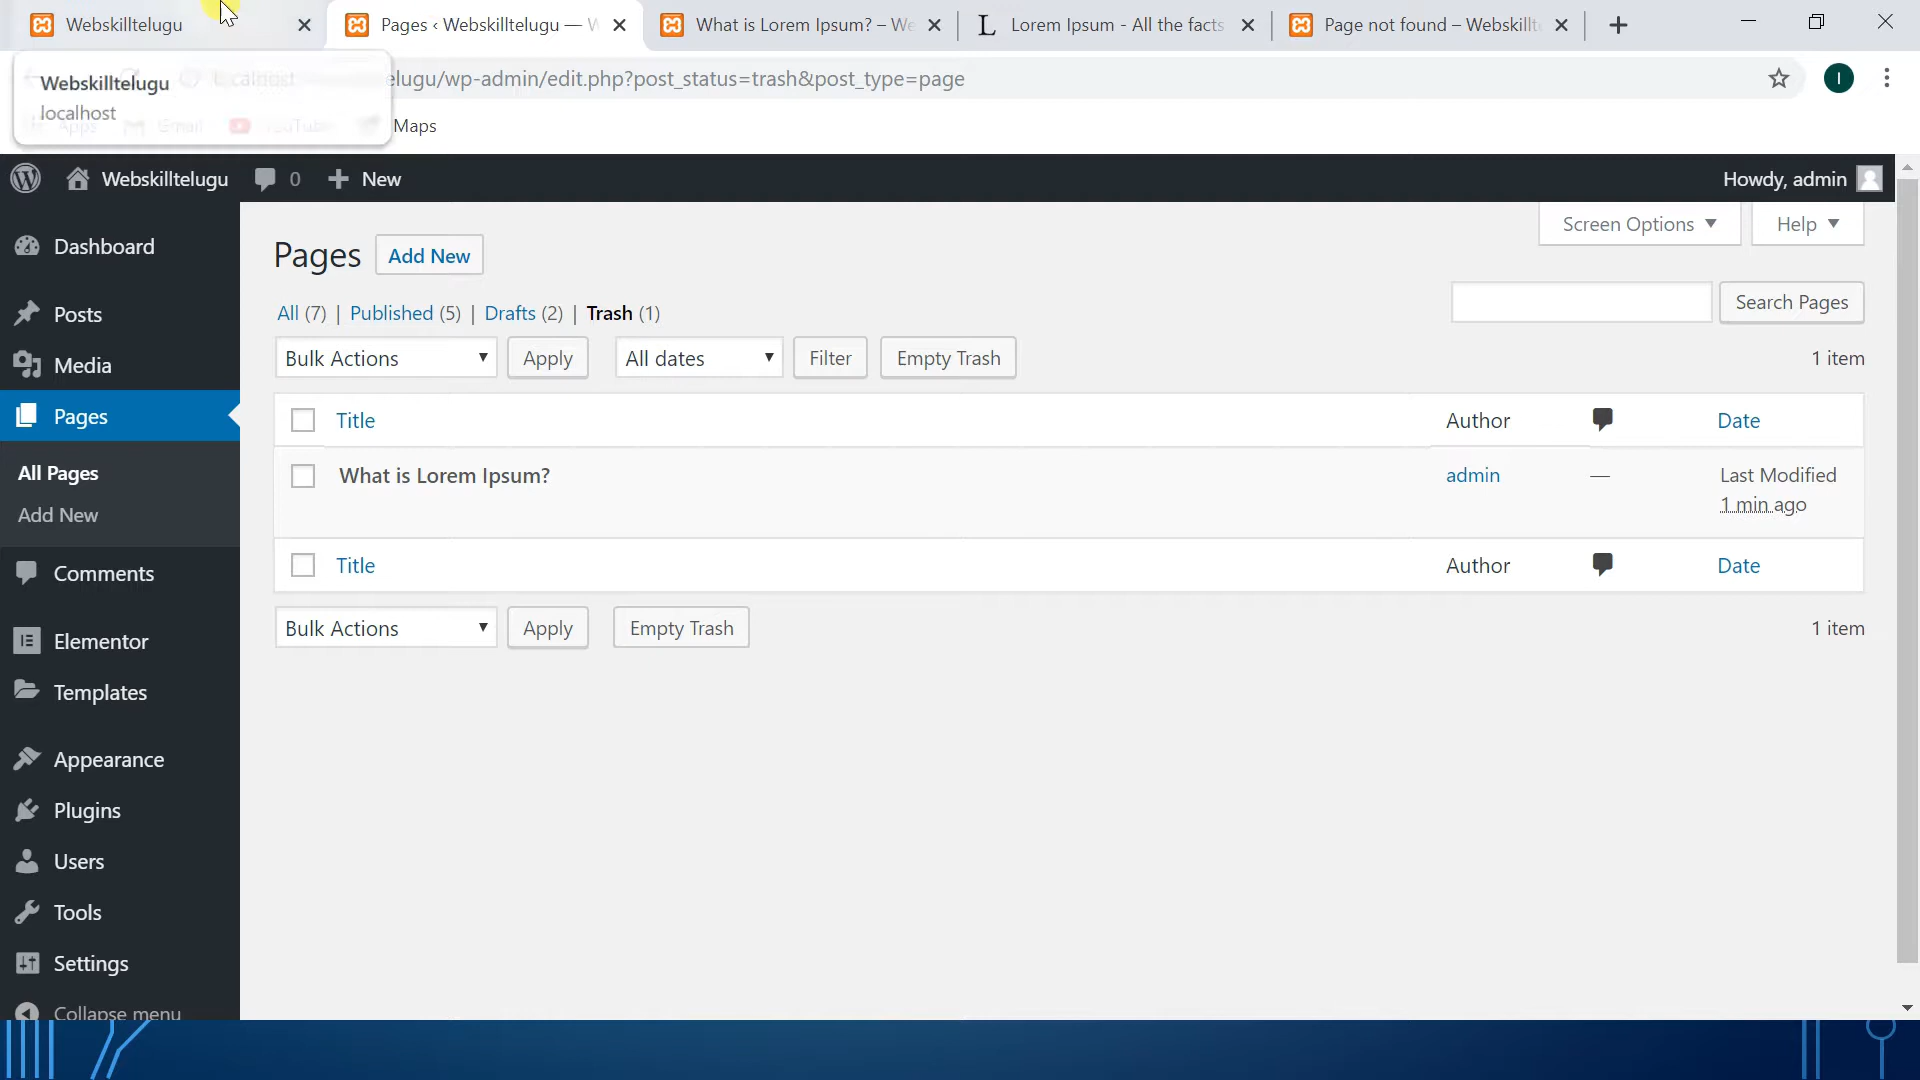 Webskilltelugu
Pages ‹ Webskilltelugu —
What is Lorem Ipsum? – We
Lorem Ipsum - All the facts
Page not found – Webskillt
Webskilltelugu
localhost
elugu/wp-admin/edit.php?post_status=trash&post_type=page
I
Apps
Gmail
YouTube
Maps
Webskilltelugu
0
New
Howdy, admin
Dashboard
Posts
Media
Pages
All Pages
Add New
Comments
Elementor
Templates
Appearance
Plugins
Users
Tools
Settings
Collapse menu
Screen Options ▼
Help ▼
Pages
Add New
All (7) | Published (5) | Drafts (2) | Trash (1)
Search Pages
Bulk Actions
Apply
All dates
Filter
Empty Trash
1 item
Title
Author
Date
What is Lorem Ipsum?
admin
—
Last Modified
1 min ago
Title
Author
Date
Bulk Actions
Apply
Empty Trash
1 item